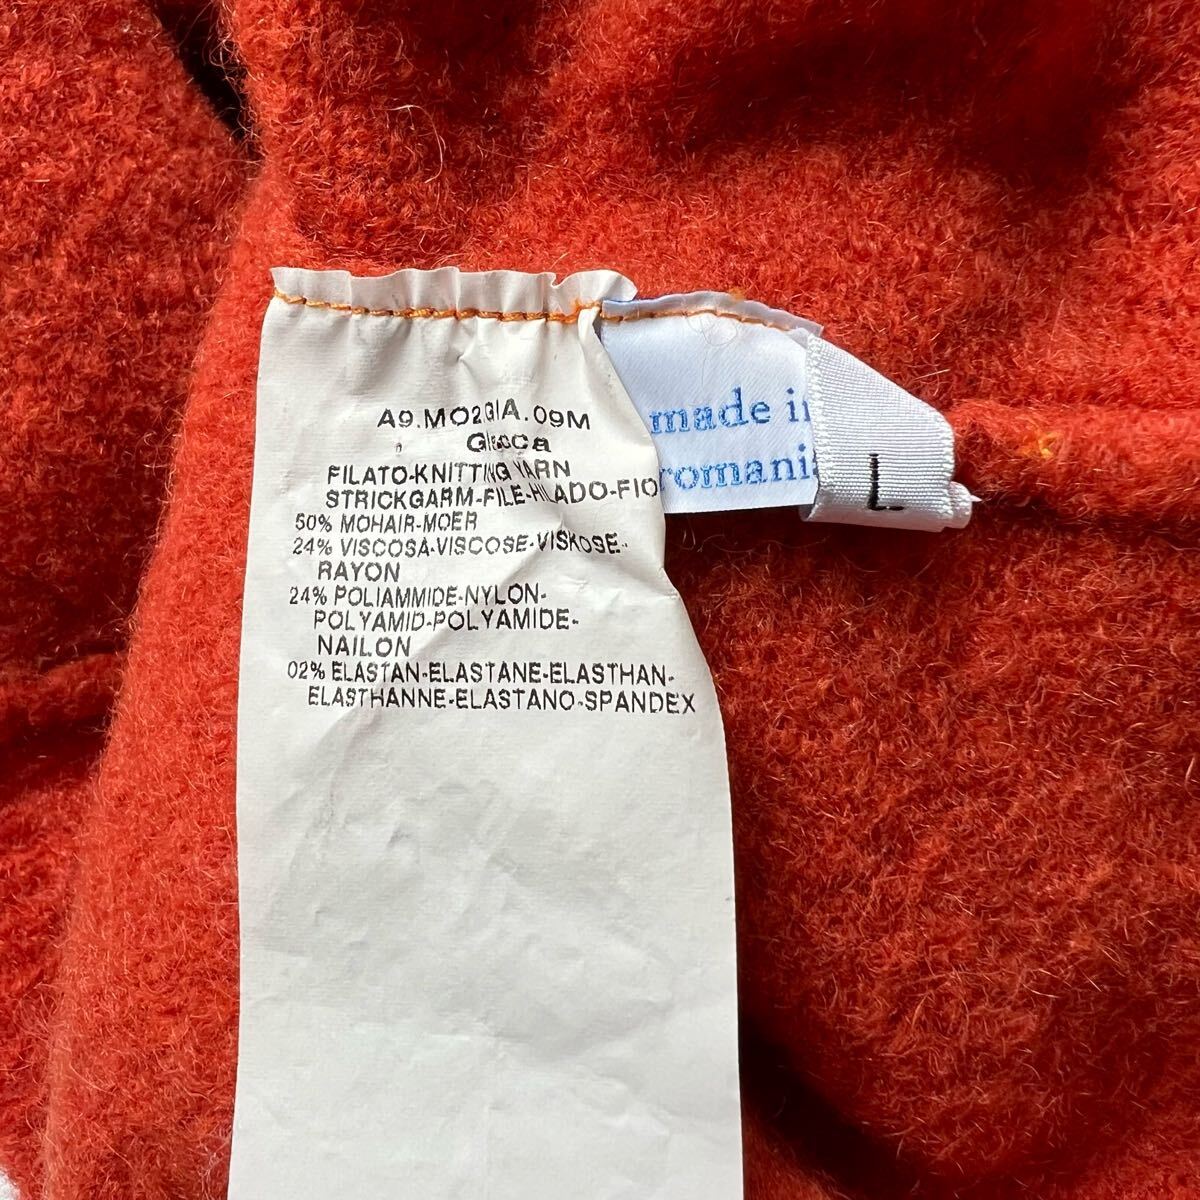 A9.MO2GIA.09M
Giacca
FILATO-KNITTING YARN
STRICKGARM-FILE-HILADO-FIO
50% MOHAIR-MOER
24% VISCOSA-VISCOSE-VISKOSE-
RAYON
24% POLIAMMIDE-NYLON-
POLYAMID-POLYAMIDE-
NAILON
02% ELASTAN-ELASTANE-ELASTHAN-
ELASTHANNE-ELASTANO-SPANDEX
made in
romania
L